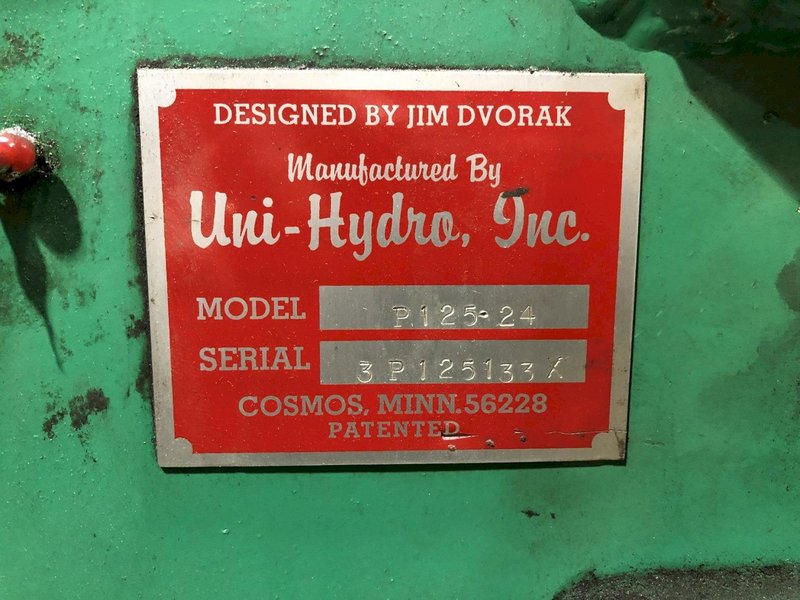 DESIGNED BY JIM DVORAK
Manufactured By
Uni-Hydro, Inc.
MODEL P125-24
SERIAL 3P125133X
COSMOS, MINN. 56228
PATENTED